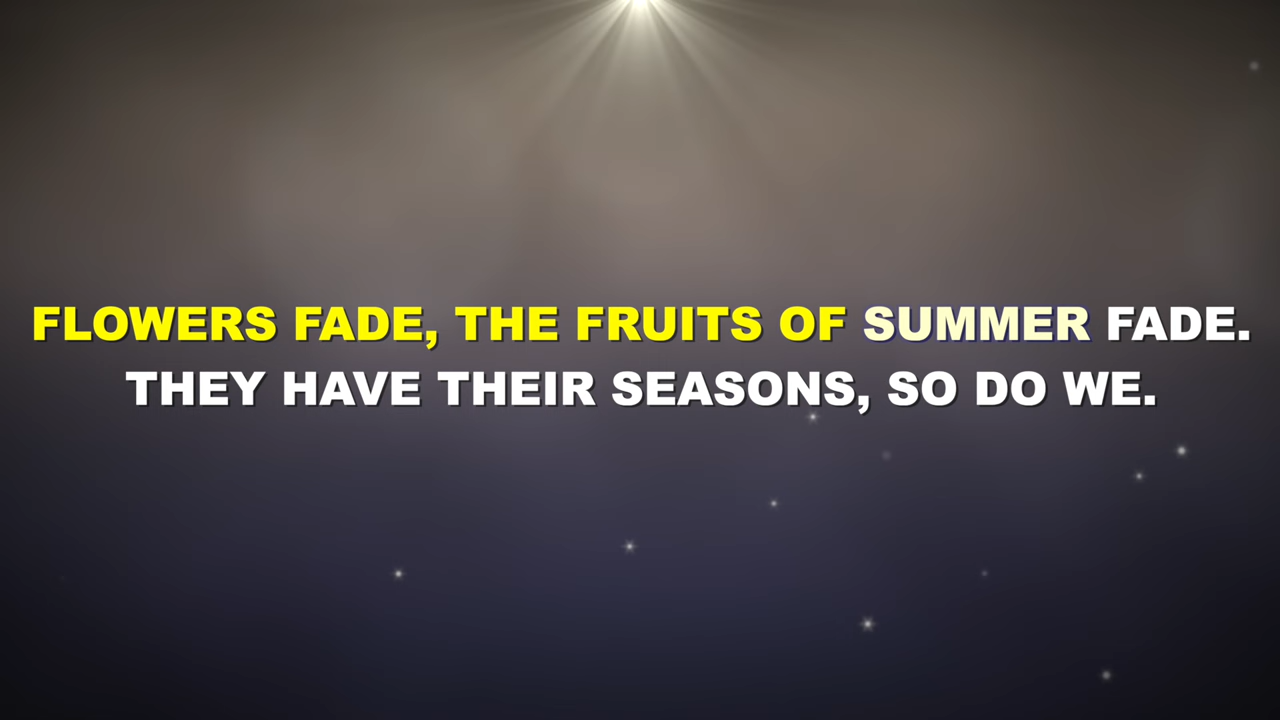 FLOWERS FADE, THE FRUITS OF SUMMER FADE.
THEY HAVE THEIR SEASONS, SO DO WE.